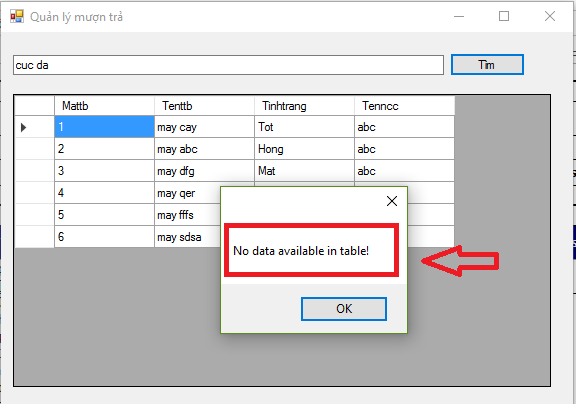 Quản lý mượn trả
cuc da
Tìm
Mattb Tenttb Tinhtrang Tenncc
1 may cay Tot abc
2 may abc Hong abc
3 may dfg Mat abc
4 may qer
5 may fffs
6 may sdsa
No data available in table!
OK